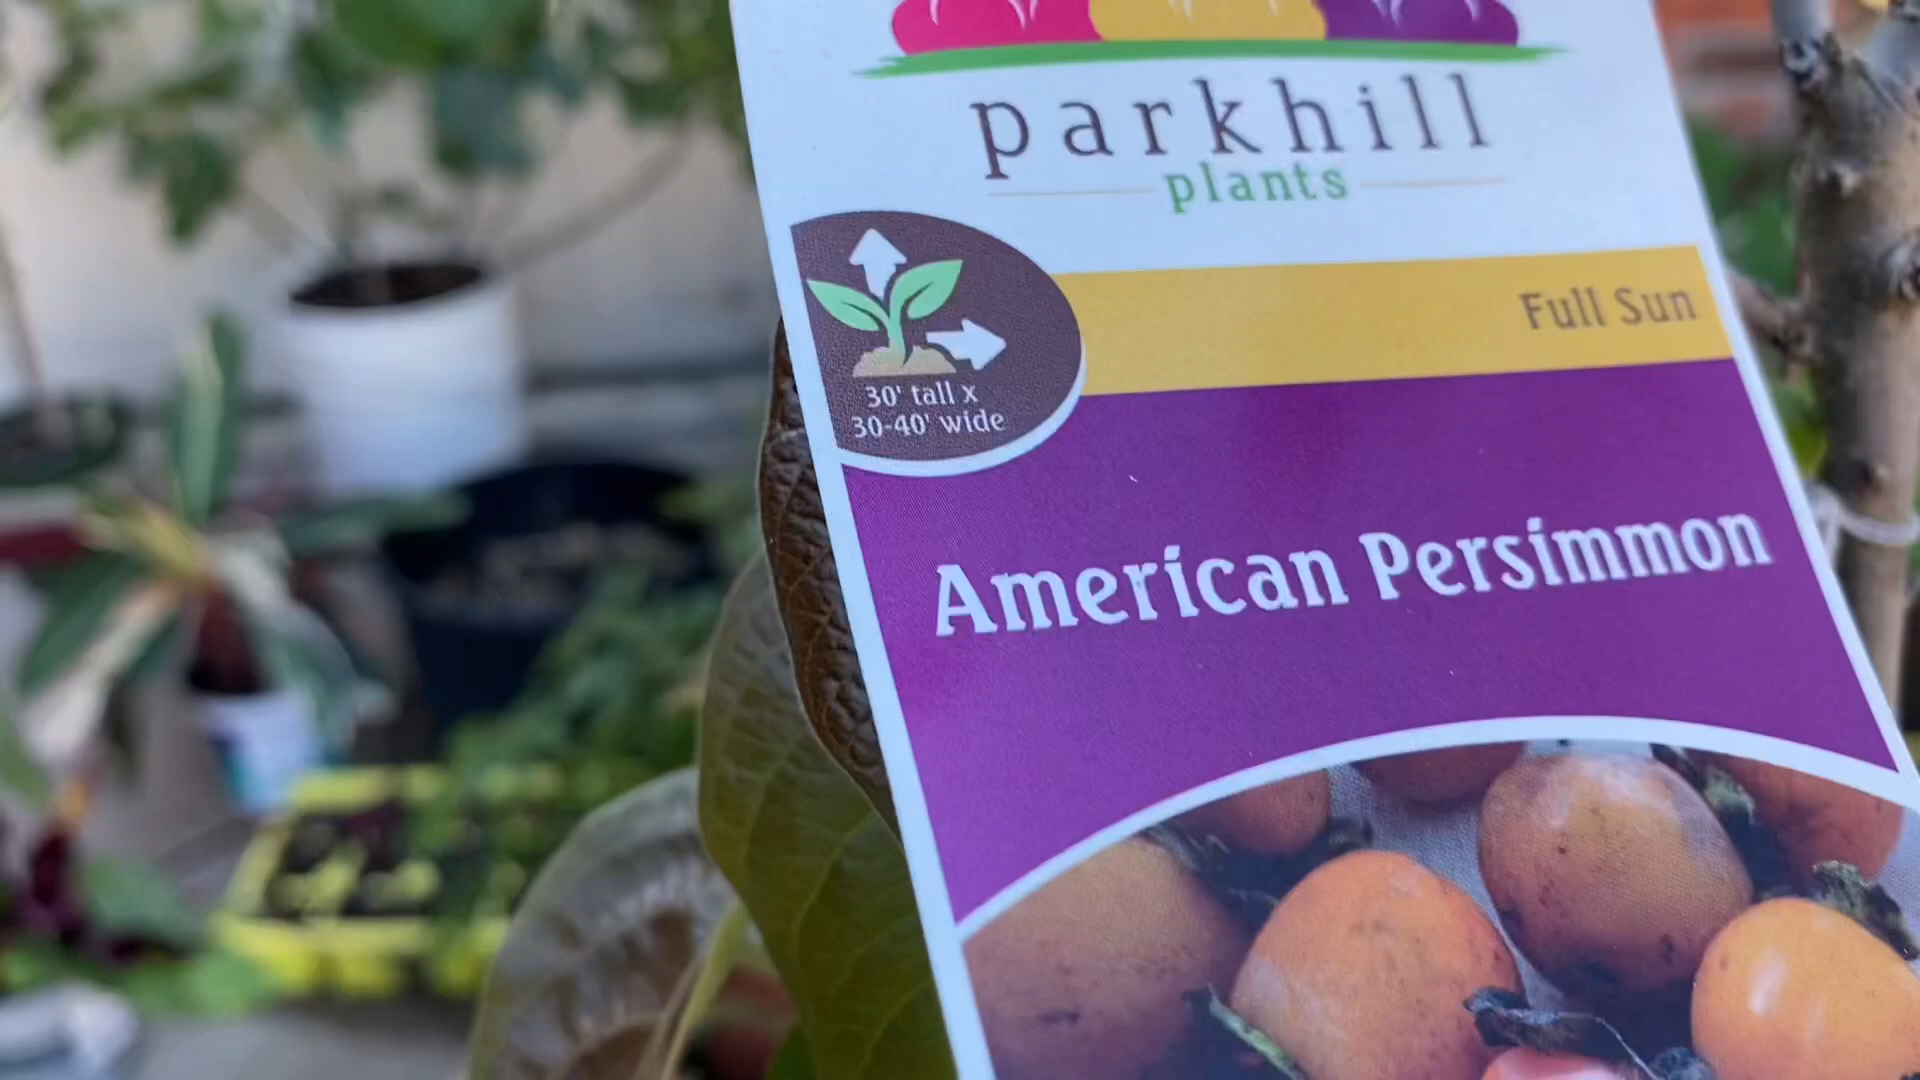 parkhill
plants
Full Sun
30' tall x
30-40' wide
American Persimmon